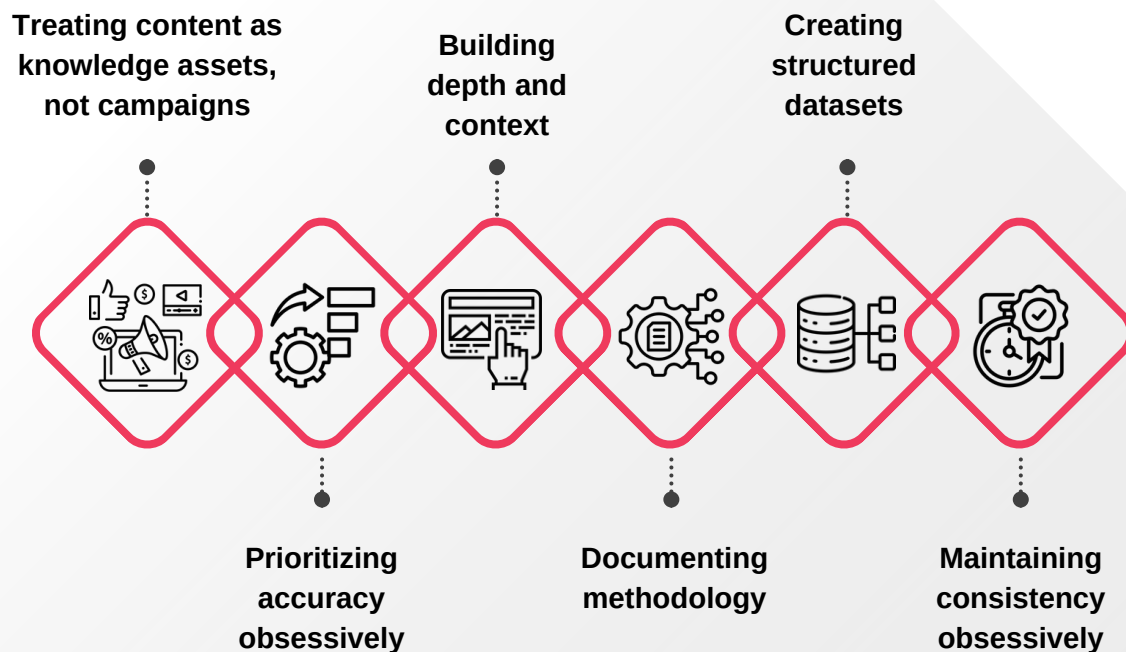 Treating content as
knowledge assets,
not campaigns
Prioritizing
accuracy
obsessively
Building
depth and
context
Documenting
methodology
Creating
structured
datasets
Maintaining
consistency
obsessively
$
%
$